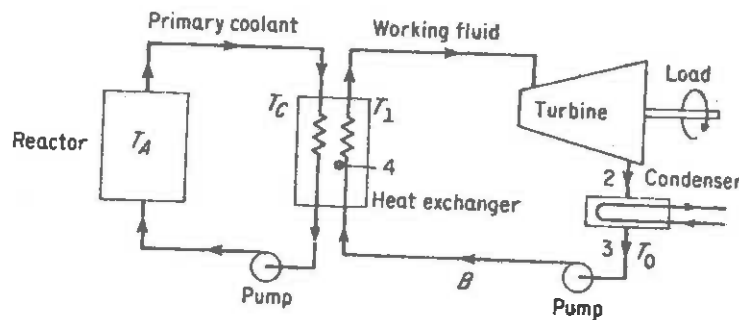 Primary coolant
Working fluid
Load
T_C
T_1
Turbine
Reactor
T_A
4
2
Condenser
Heat exchanger
3
T_0
Pump
B
Pump